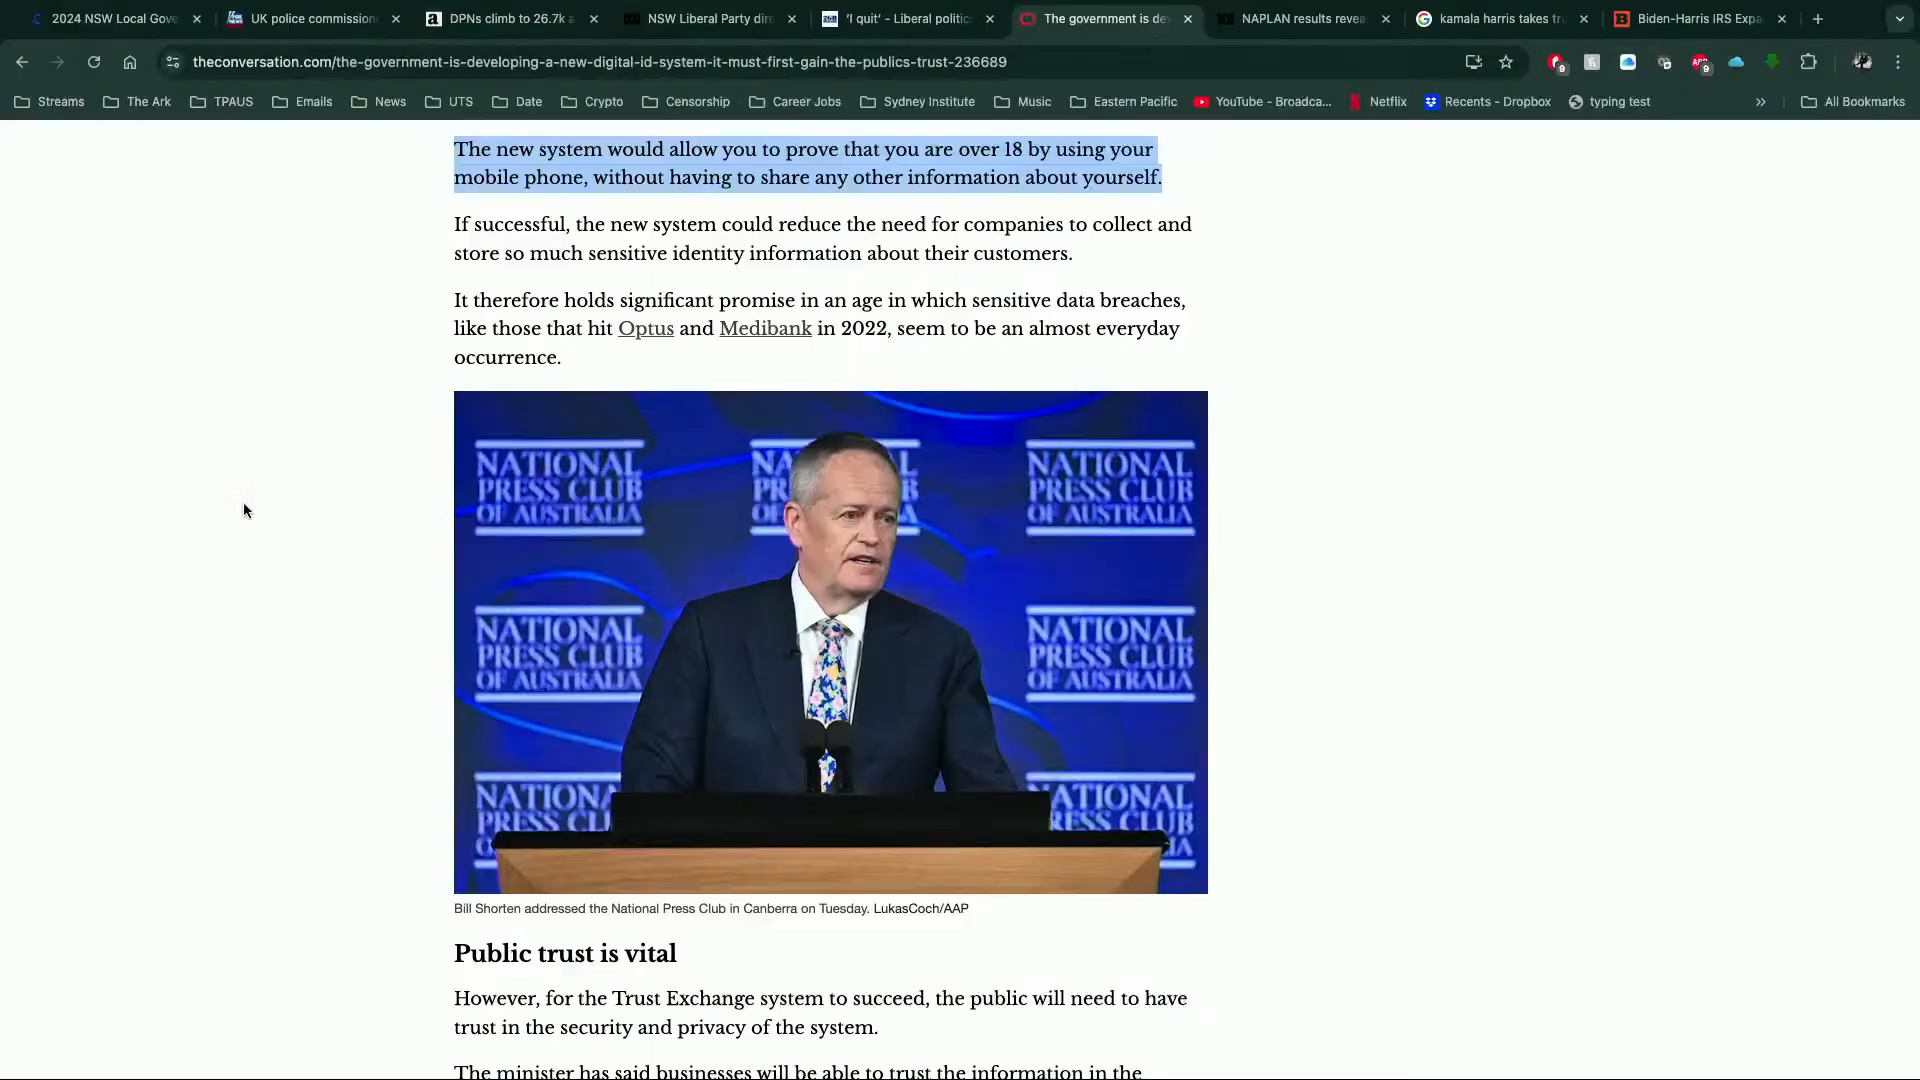 2024 NSW Local Gove
UK police commission
DPNs climb to 26.7k a
NSW Liberal Party dire
'I quit' - Liberal politic
The government is dev
NAPLAN results revea
kamala harris takes tru
Biden-Harris IRS Expa
theconversation.com/the-government-is-developing-a-new-digital-id-system-it-must-first-gain-the-publics-trust-236689
9
9
Streams
The Ark
TPAUS
Emails
News
UTS
Date
Crypto
Censorship
Career Jobs
Sydney Institute
Music
Eastern Pacific
YouTube - Broadca...
Netflix
Recents - Dropbox
typing test
All Bookmarks
The new system would allow you to prove that you are over 18 by using your
mobile phone, without having to share any other information about yourself.
If successful, the new system could reduce the need for companies to collect and
store so much sensitive identity information about their customers.
It therefore holds significant promise in an age in which sensitive data breaches,
like those that hit Optus and Medibank in 2022, seem to be an almost everyday
occurrence.
NATIONAL
PRESS CLUB
OF AUSTRALIA
NATIONAL
PRESS CLUB
OF AUSTRALIA
NATIONAL
PRESS CLUB
OF AUSTRALIA
NATIONAL
PRESS CLUB
OF AUSTRALIA
NATIONAL
PRESS CLUB
ATIONAL
RESS CLUB
Bill Shorten addressed the National Press Club in Canberra on Tuesday. LukasCoch/AAP
Public trust is vital
However, for the Trust Exchange system to succeed, the public will need to have
trust in the security and privacy of the system.
The minister has said businesses will be able to trust the information in the